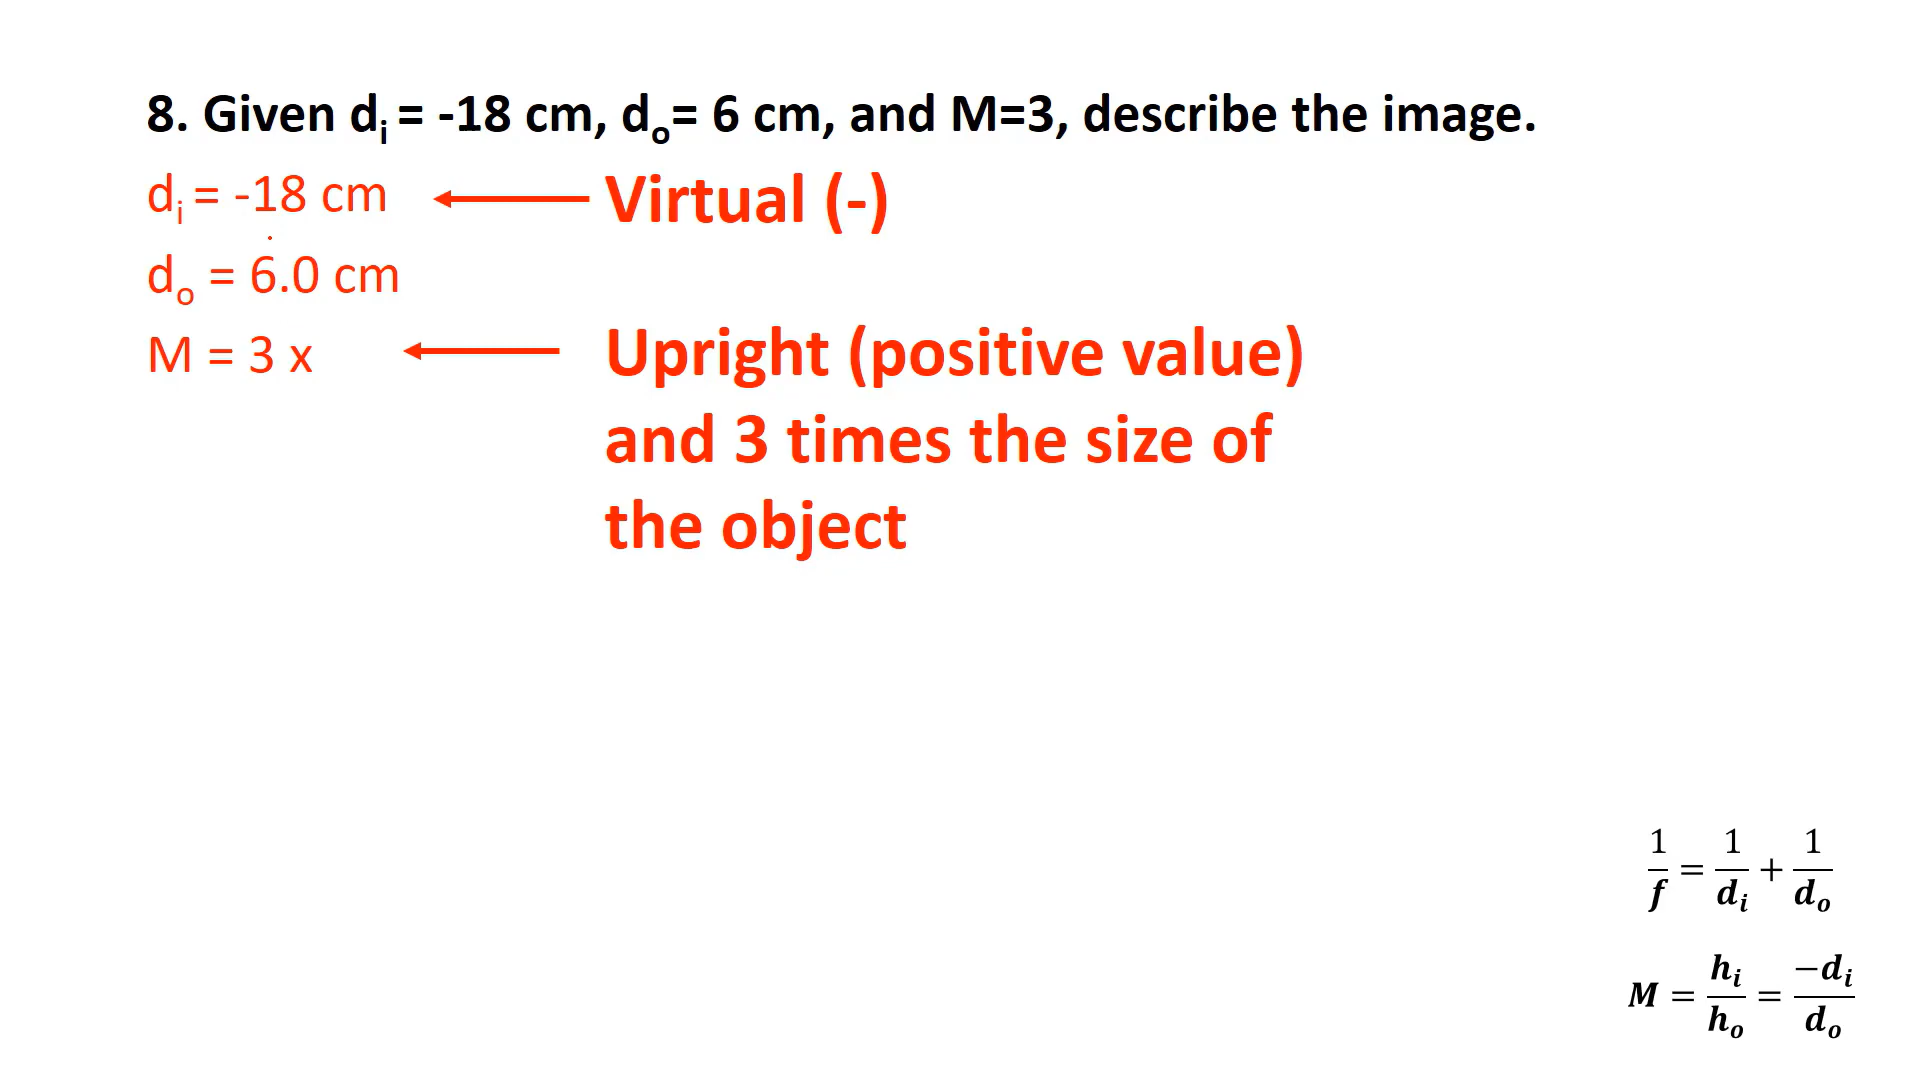 8. Given dᵢ = -18 cm, dₒ= 6 cm, and M=3, describe the image.
dᵢ = -18 cm
Virtual (-)
dₒ = 6.0 cm
M = 3 x
Upright (positive value)
and 3 times the size of
the object
1/f = 1/dᵢ + 1/dₒ
M = hᵢ/hₒ = -dᵢ/dₒ